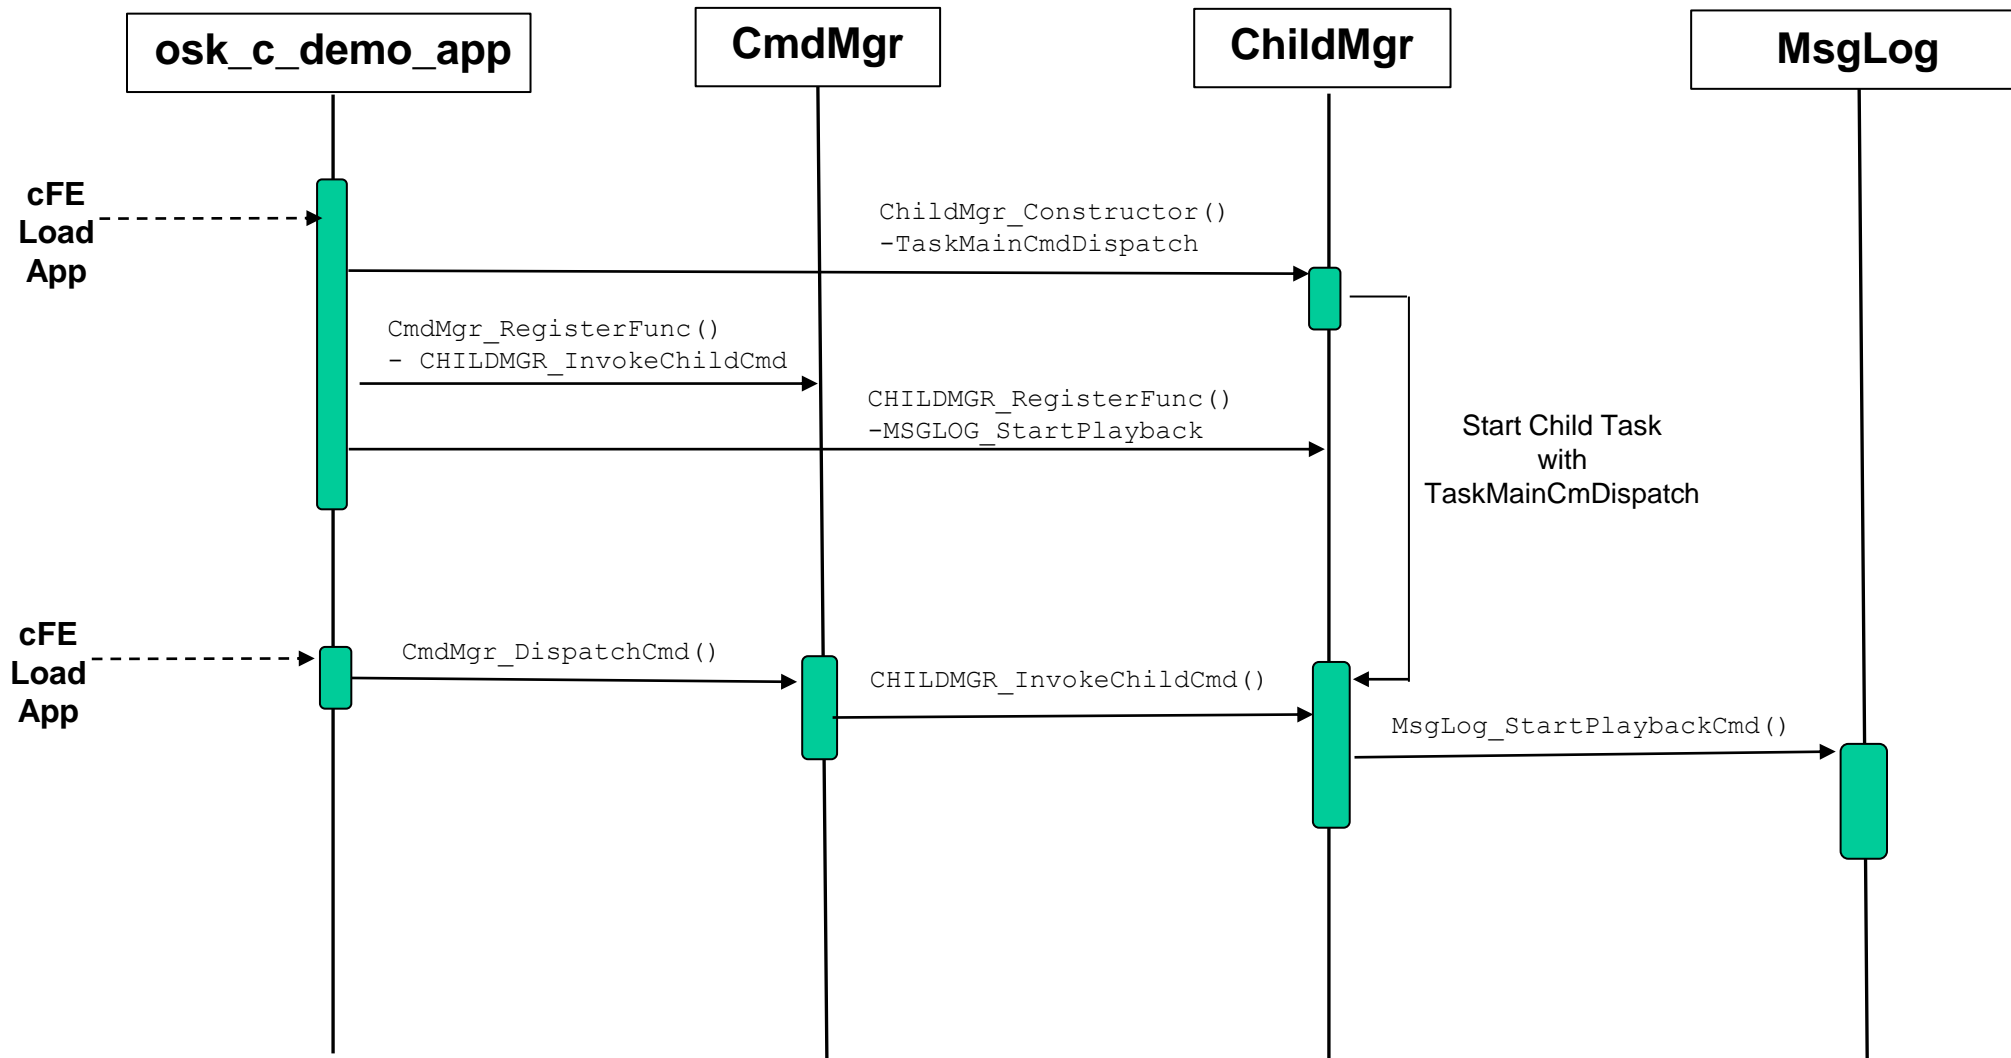 osk_c_demo_app
CmdMgr
ChildMgr
MsgLog
cFE
Load
App
ChildMgr_Constructor()
-TaskMainCmdDispatch
CmdMgr_RegisterFunc()
- CHILDMGR_InvokeChildCmd
CHILDMGR_RegisterFunc()
-MSGLOG_StartPlayback
Start Child Task
with
TaskMainCmDispatch
cFE
Load
App
CmdMgr_DispatchCmd()
CHILDMGR_InvokeChildCmd()
MsgLog_StartPlaybackCmd()